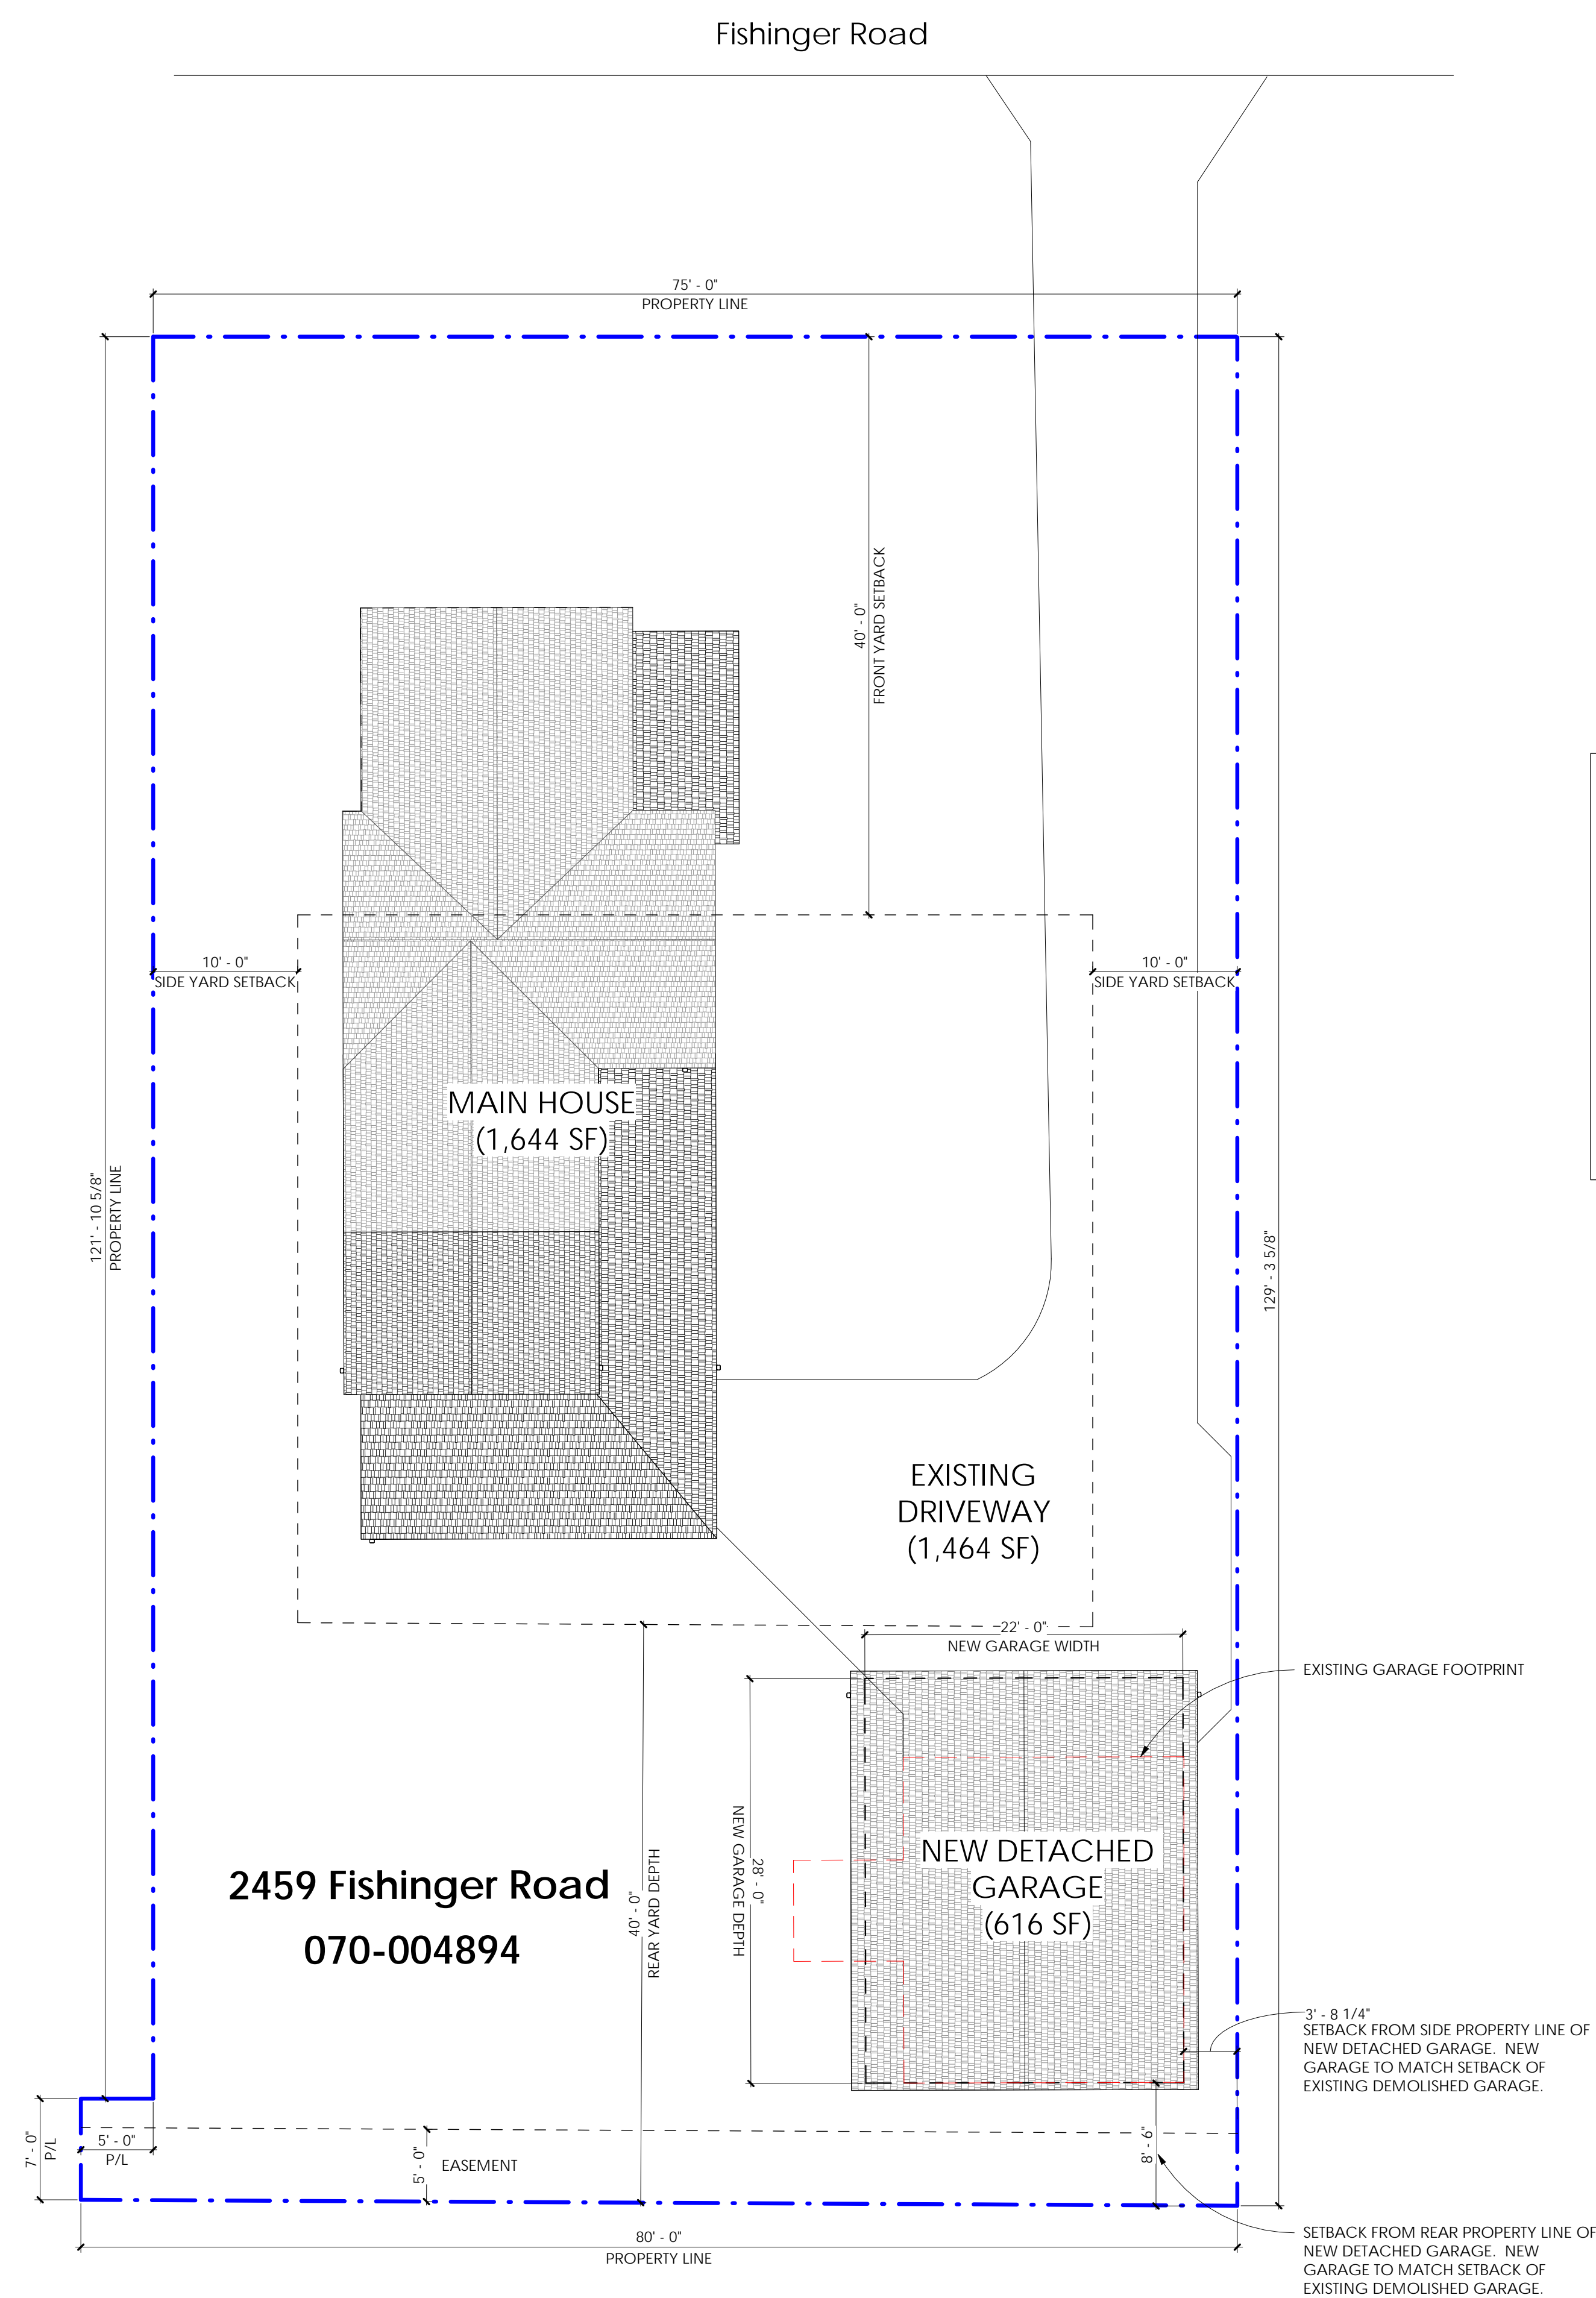 Fishinger Road
75' - 0"
PROPERTY LINE
40' - 0"
FRONT YARD SETBACK
10' - 0"
SIDE YARD SETBACK
10' - 0"
SIDE YARD SETBACK
MAIN HOUSE
(1,644 SF)
121' - 10 5/8"
PROPERTY LINE
129' - 3 5/8"
EXISTING
DRIVEWAY
(1,464 SF)
22' - 0"
NEW GARAGE WIDTH
EXISTING GARAGE FOOTPRINT
NEW DETACHED
GARAGE
(616 SF)
28' - 0"
NEW GARAGE DEPTH
2459 Fishinger Road
070-004894
40' - 0"
REAR YARD DEPTH
3' - 8 1/4"
SETBACK FROM SIDE PROPERTY LINE OF
NEW DETACHED GARAGE. NEW
GARAGE TO MATCH SETBACK OF
EXISTING DEMOLISHED GARAGE.
7' - 0"
P/L
5' - 0"
P/L
5' - 0"
EASEMENT
8' - 6"
80' - 0"
PROPERTY LINE
SETBACK FROM REAR PROPERTY LINE OF
NEW DETACHED GARAGE. NEW
GARAGE TO MATCH SETBACK OF
EXISTING DEMOLISHED GARAGE.